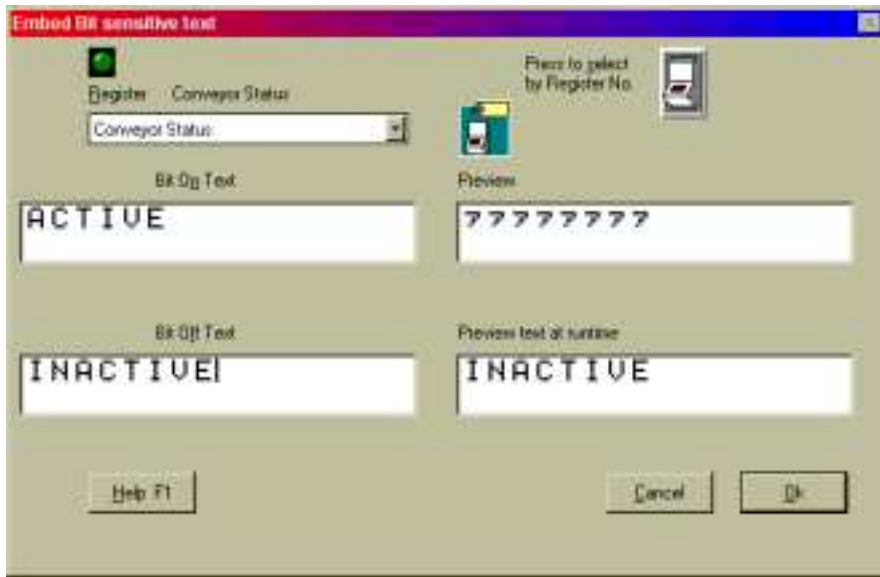 Embed Bit sensitive text
Press to select
by Register No.
Register Conveyor Status
Conveyor Status
Bit On Text
Preview
ACTIVE
77777777
Bit Off Text
Preview text at runtime
INACTIVE
INACTIVE
Help F1
Cancel
Ok